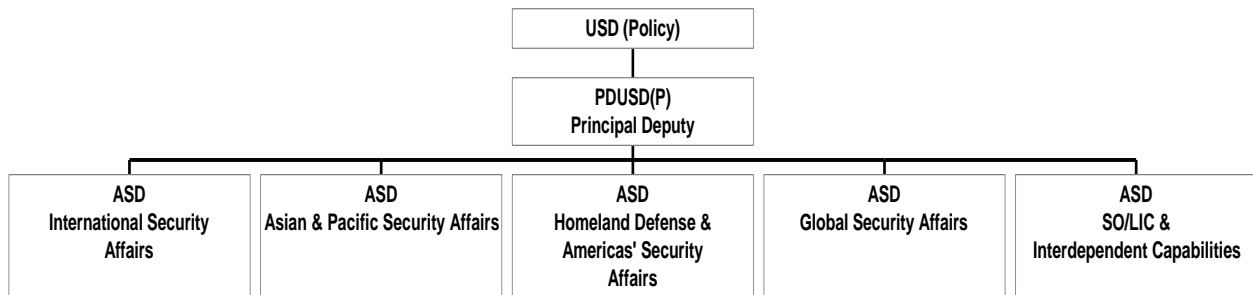 USD (Policy)
PDUSD(P)
Principal Deputy
ASD
International Security
Affairs
ASD
Asian & Pacific Security Affairs
ASD
Homeland Defense &
Americas' Security
Affairs
ASD
Global Security Affairs
ASD
SO/LIC &
Interdependent Capabilities